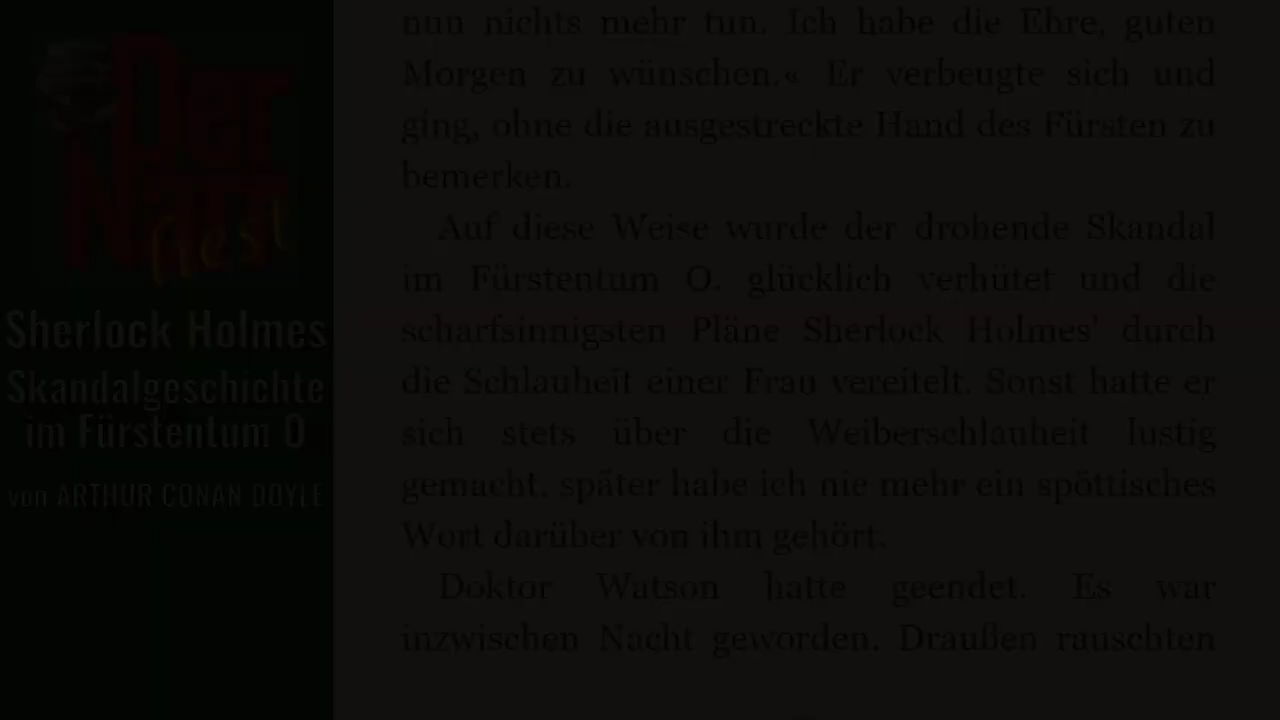 Der
Narr
liest
Sherlock Holmes
Skandalgeschichte
im Fürstentum O
von ARTHUR CONAN DOYLE
nun nichts mehr tun. Ich habe die Ehre, guten
Morgen zu wünschen.« Er verbeugte sich und
ging, ohne die ausgestreckte Hand des Fürsten zu
bemerken.
Auf diese Weise wurde der drohende Skandal
im Fürstentum O. glücklich verhütet und die
scharfsinnigsten Pläne Sherlock Holmes' durch
die Schlauheit einer Frau vereitelt. Sonst hatte er
sich stets über die Weiberschlauheit lustig
gemacht, später habe ich nie mehr ein spöttisches
Wort darüber von ihm gehört.
Doktor Watson hatte geendet. Es war
inzwischen Nacht geworden. Draußen rauschten